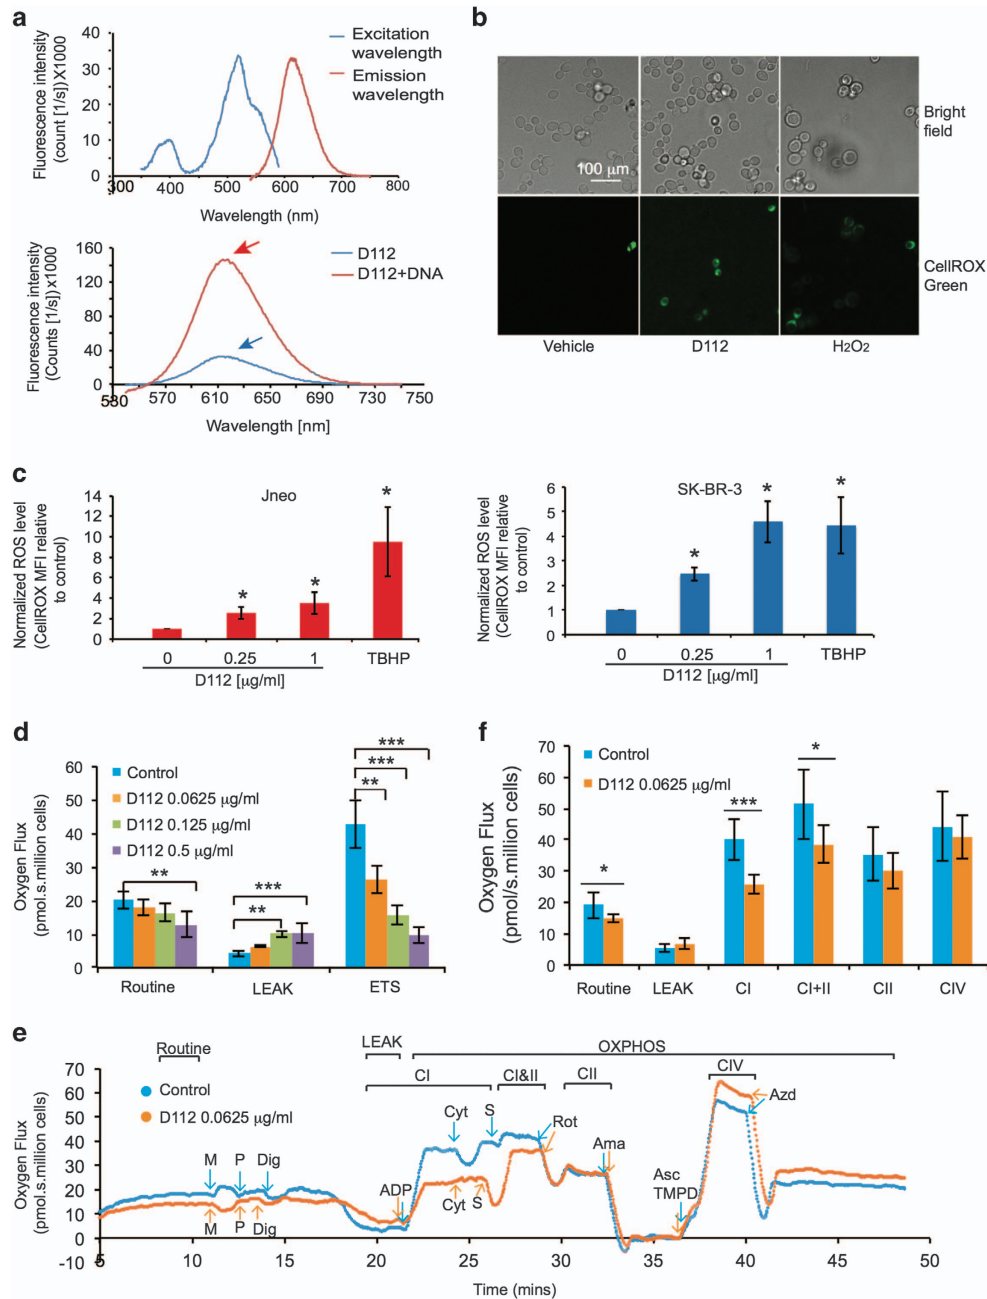 a
Fluorescence intensity
(count [1/s])X1000
40
30
20
10
0
300 400 500 600 700 800
Wavelength (nm)
Excitation
wavelength
Emission
wavelength
Fluorescence intensity
(Counts [1/s]) x1000
160
120
80
40
0
530 570 610 650 690 730 750
Wavelength [nm]
D112
D112+DNA
b
100 μm
Bright
field
CellROX
Green
Vehicle D112 H2O2
c
Normalized ROS level
(CellROX MFI relative
to control)
Jneo
14
12
10
8
6
4
2
0
* * *
0 0.25 1 TBHP
D112 [μg/ml]
Normalized ROS level
(CellROX MFI relative
to control)
SK-BR-3
6
5
4
3
2
1
0
* * *
0 0.25 1 TBHP
D112 [μg/ml]
d
Oxygen Flux
(pmol.s.million cells)
60
50
40
30
20
10
0
Control
D112 0.0625 μg/ml
D112 0.125 μg/ml
D112 0.5 μg/ml
**
***
**
***
***
**
Routine LEAK ETS
f
Oxygen Flux
(pmol/s.million cells)
70
60
50
40
30
20
10
0
Control
D112 0.0625 μg/ml
*
***
*
Routine LEAK CI CI+II CII CIV
e
Oxygen Flux
(pmol.s.million cells)
70
60
50
40
30
20
10
0
-10
Routine
LEAK
OXPHOS
CI
CI&II
CII
CIV
Control
D112 0.0625 μg/ml
M P Dig
M P Dig
ADP
Cyt S
Cyt S
Rot
Ama
Asc
TMPD
Azd
5 10 15 20 25 30 35 40 45 50
Time (mins)